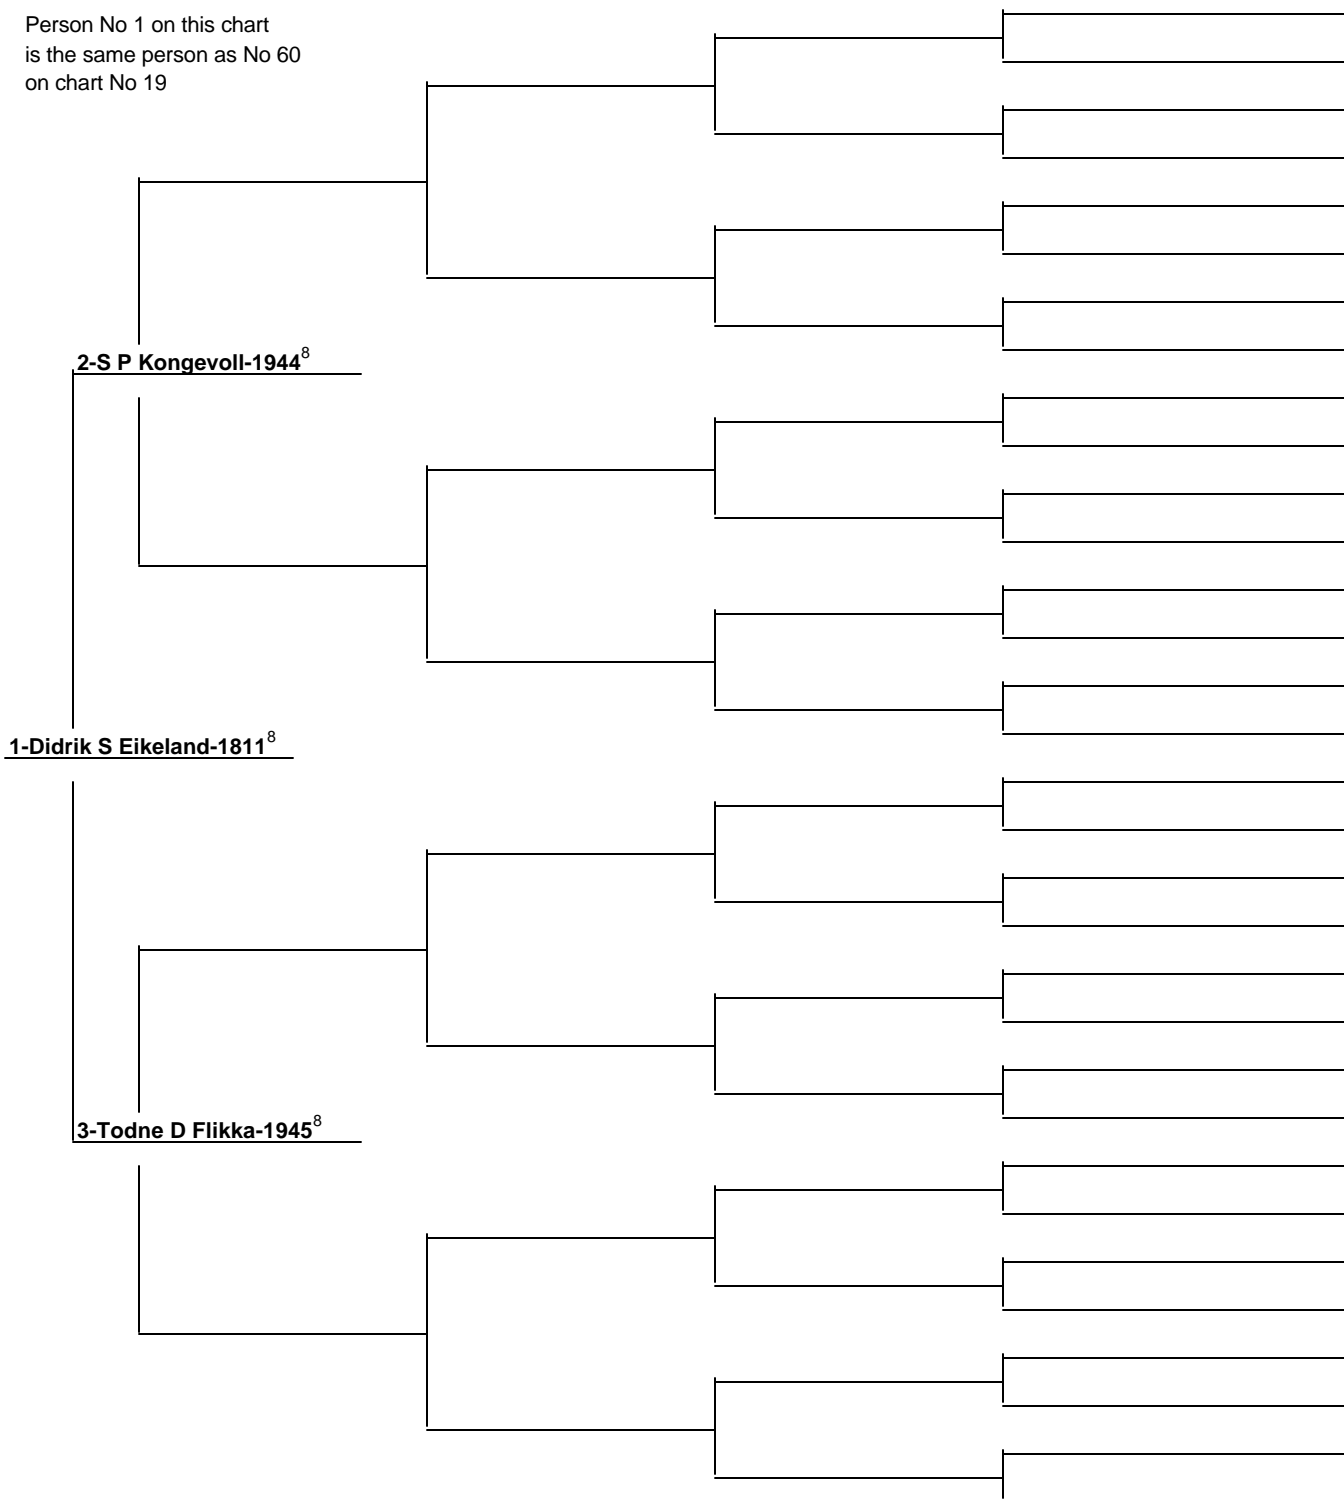 Person No 1 on this chart
is the same person as No 60
on chart No 19
2-S P Kongevoll-1944⁸
1-Didrik S Eikeland-1811⁸
3-Todne D Flikka-1945⁸